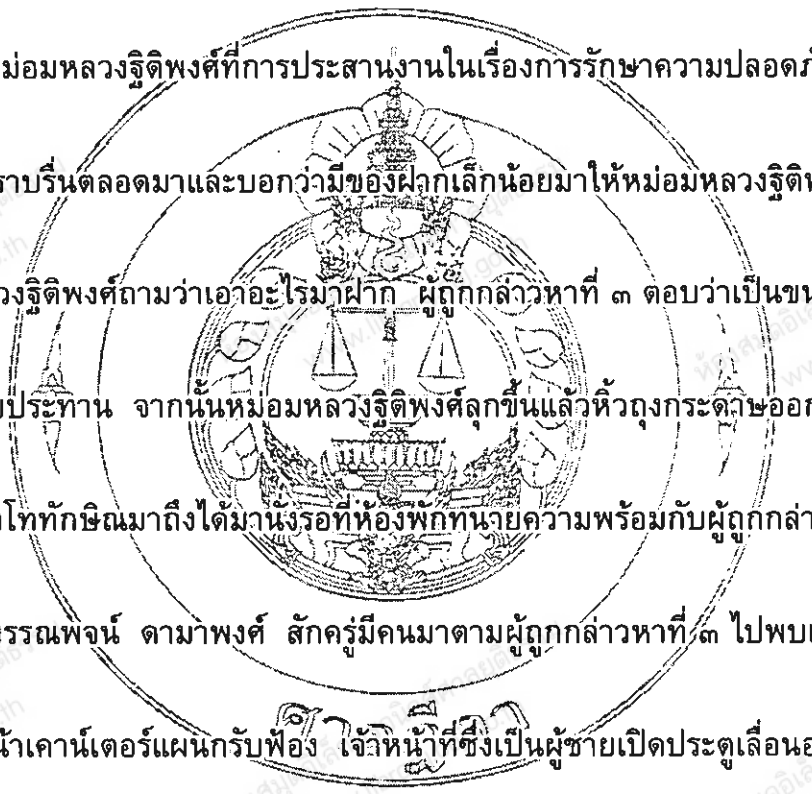 ม่อมหลวงฐิติพงศ์ที่การประสานงานในเรื่องการรักษาความปลอด
ราบรื่นตลอดมาและบอกว่ามีของฝากเล็กน้อยมาให้หม่อมหลวงฐิติ
วงฐิติพงศ์ถามว่าเอาอะไรมาฝาก ผู้ถูกกล่าวหาที่ ๓ ตอบว่าเป็น
ประทาน จากนั้นหม่อมหลวงฐิติพงศ์ลุกขึ้นแล้วหิ้วถุงกระดาษออก
โททักษิณมาถึงได้มานั่งรอที่ห้องพักทนายความพร้อมกับผู้ถูกกล่า
รรณพจน์ ดามาพงศ์ สักครู่มีคนมาตามผู้ถูกกล่าวหาที่ ๓ ไปพบ
น้าเคาน์เตอร์แผนกรับฟ้อง เจ้าหน้าที่ซึ่งเป็นผู้ชายเปิดประตูเลื่อน
ศาลฎีกา